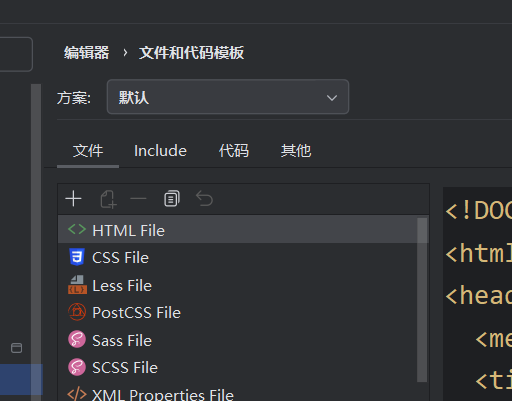 编辑器 › 文件和代码模板
方案: 默认
文件 Include 代码 其他
<> HTML File
CSS File
Less File
PostCSS File
Sass File
SCSS File
</> XML Properties File
<!DOC
<html
<head
<me
<ti